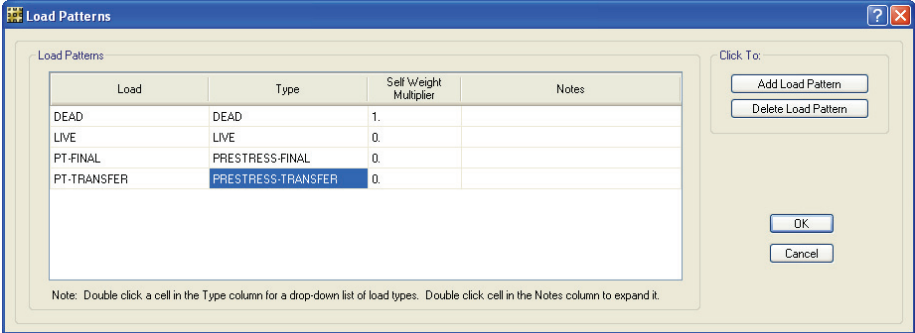 Load Patterns
Load Patterns
Click To:
Load Type Self Weight Multiplier Notes
Add Load Pattern
DEAD DEAD 1.
Delete Load Pattern
LIVE LIVE 0.
PT-FINAL PRESTRESS-FINAL 0.
PT-TRANSFER PRESTRESS-TRANSFER 0.
OK
Cancel
Note: Double click a cell in the Type column for a drop-down list of load types. Double click cell in the Notes column to expand it.